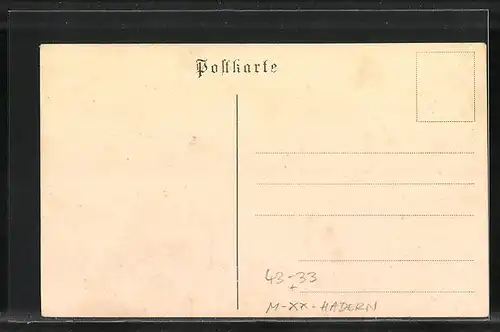 Postkarte
43-33
+
M-XX-HADERN